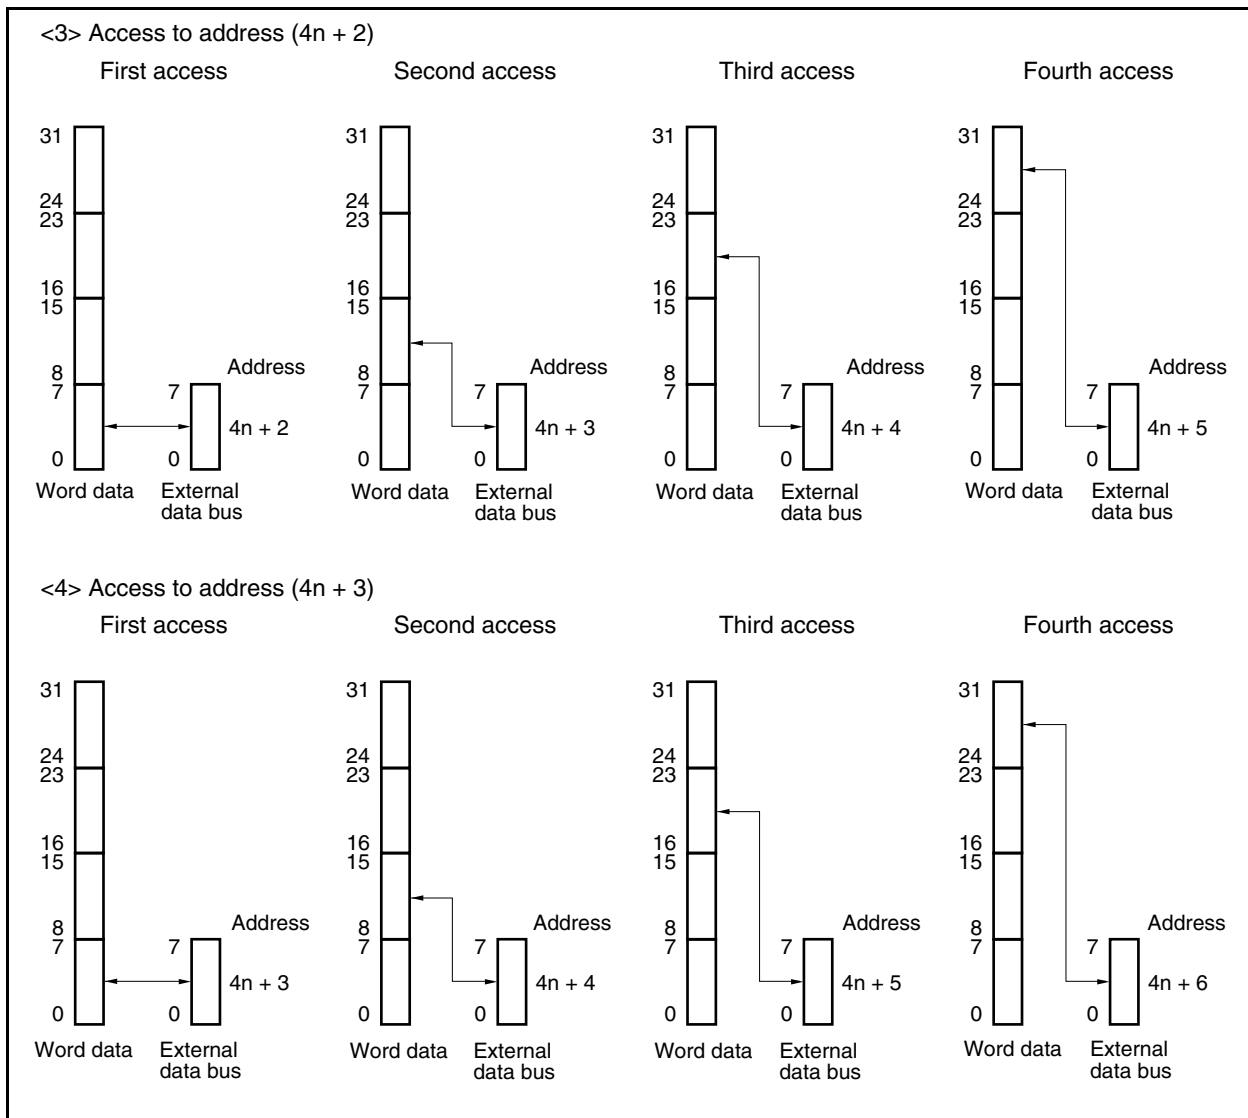 <3> Access to address (4n + 2)
First access
Second access
Third access
Fourth access
31
24
23
16
15
8
7
0
Word data
7
0
Address
4n + 2
External
data bus
31
24
23
16
15
8
7
0
Word data
7
0
Address
4n + 3
External
data bus
31
24
23
16
15
8
7
0
Word data
7
0
Address
4n + 4
External
data bus
31
24
23
16
15
8
7
0
Word data
7
0
Address
4n + 5
External
data bus
<4> Access to address (4n + 3)
First access
Second access
Third access
Fourth access
31
24
23
16
15
8
7
0
Word data
7
0
Address
4n + 3
External
data bus
31
24
23
16
15
8
7
0
Word data
7
0
Address
4n + 4
External
data bus
31
24
23
16
15
8
7
0
Word data
7
0
Address
4n + 5
External
data bus
31
24
23
16
15
8
7
0
Word data
7
0
Address
4n + 6
External
data bus